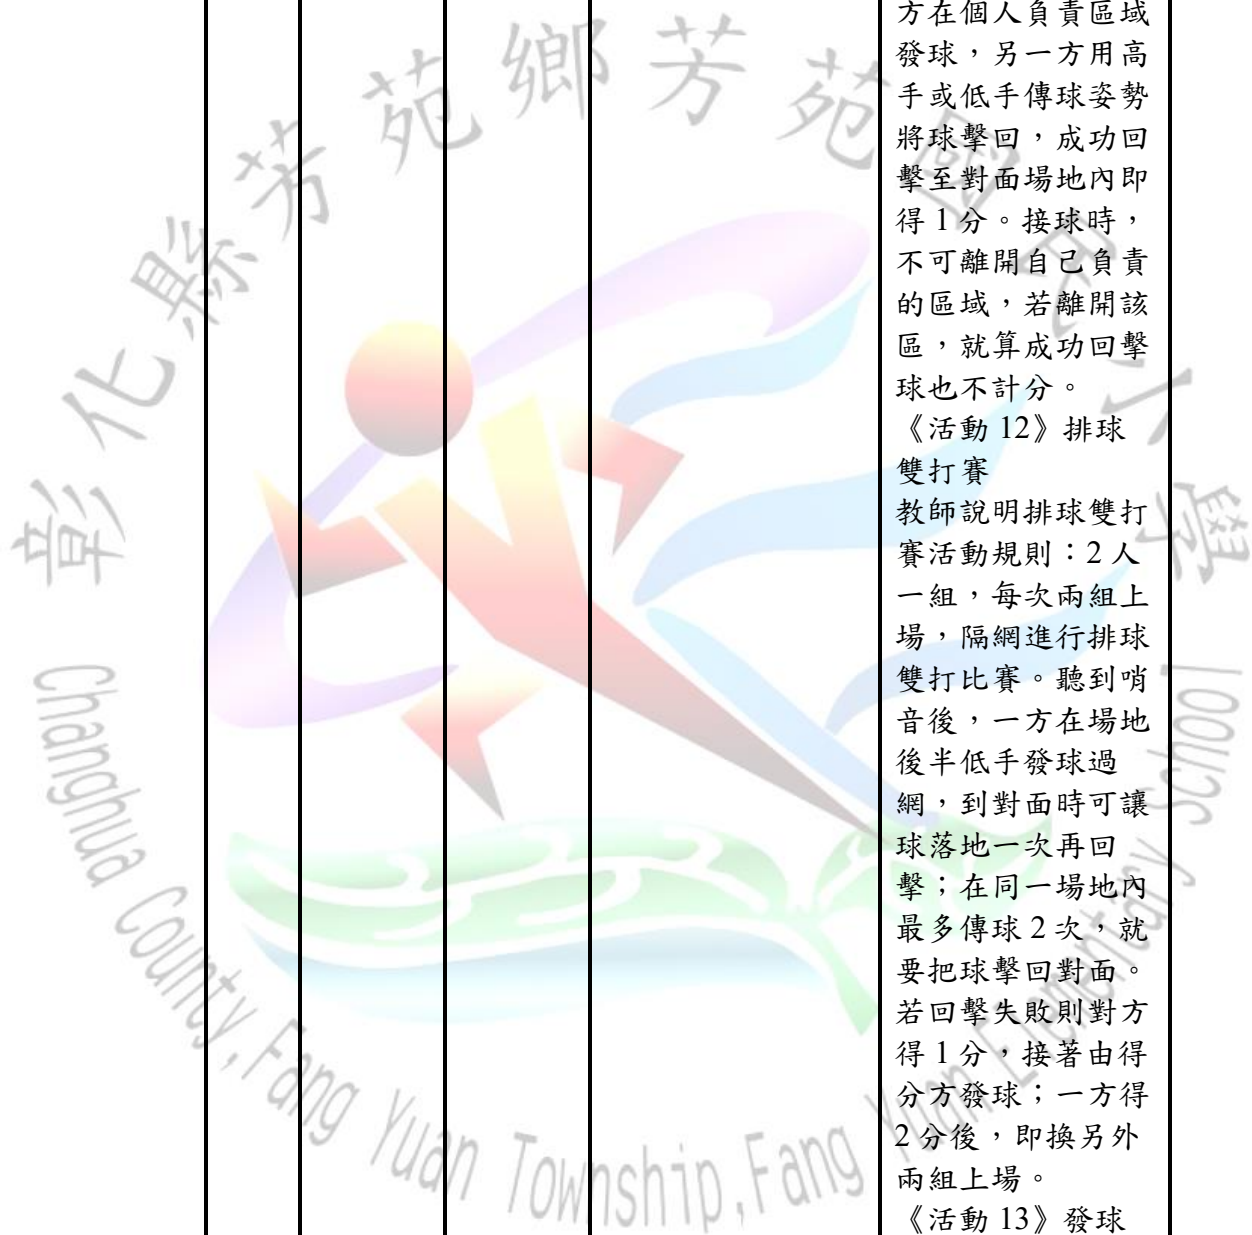 方在個人負責區域
發球，另一方用高
手或低手傳球姿勢
將球擊回，成功回
擊至對面場地內即
得 1 分。接球時，
不可離開自己負責
的區域，若離開該
區，就算成功回擊
球也不計分。
《活動 12》排球
雙打賽
教師說明排球雙打
賽活動規則：2 人
一組，每次兩組上
場，隔網進行排球
雙打比賽。聽到哨
音後，一方在場地
後半低手發球過
網，到對面時可讓
球落地一次再回
擊；在同一場地內
最多傳球 2 次，就
要把球擊回對面。
若回擊失敗則對方
得 1 分，接著由得
分方發球；一方得
2 分後，即換另外
兩組上場。
《活動 13》發球
彰化縣芳苑鄉芳苑國民小學
Changhua County, Fang Yuan Township, Fang Yuan Elementary School